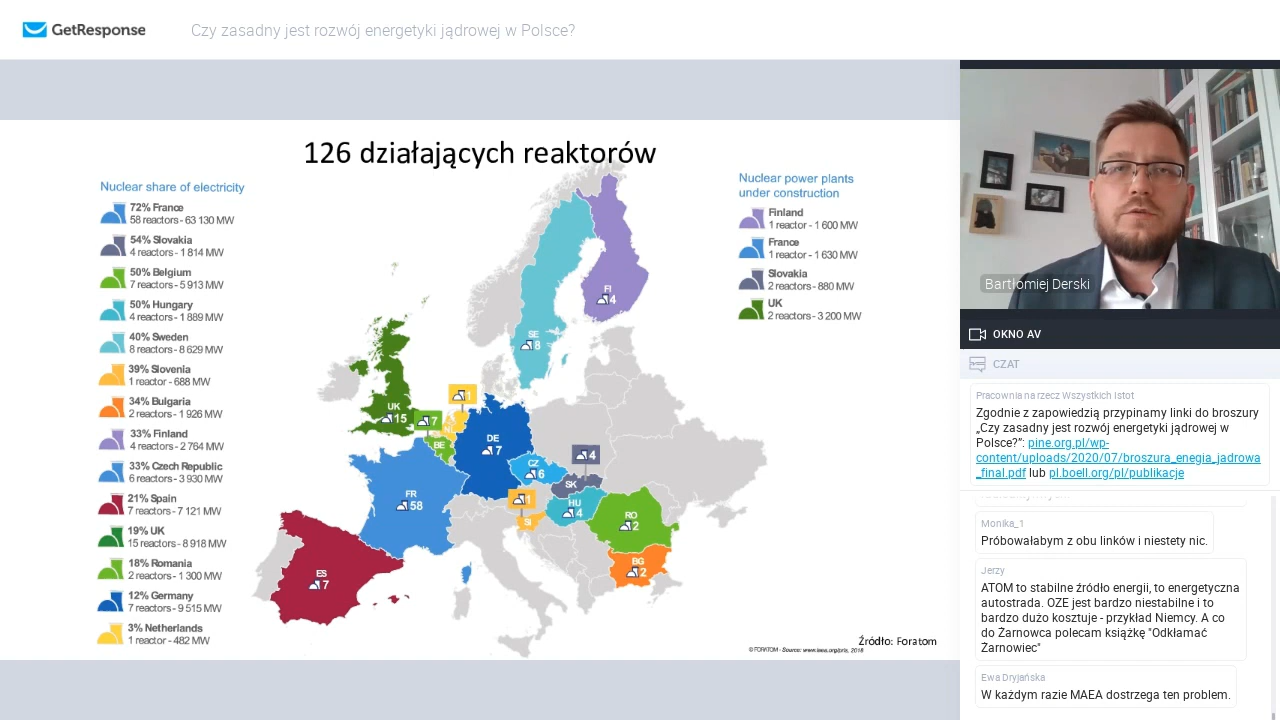 GetResponse
Czy zasadny jest rozwój energetyki jądrowej w Polsce?
126 działających reaktorów
Nuclear share of electricity
72% France
58 reactors - 63 130 MW
54% Slovakia
4 reactors - 1 814 MW
50% Belgium
7 reactors - 5 913 MW
50% Hungary
4 reactors - 1 889 MW
40% Sweden
8 reactors - 8 629 MW
39% Slovenia
1 reactor - 688 MW
34% Bulgaria
2 reactors - 1 926 MW
33% Finland
4 reactors - 2 764 MW
33% Czech Republic
6 reactors - 3 930 MW
21% Spain
7 reactors - 7 121 MW
19% UK
15 reactors - 8 918 MW
18% Romania
2 reactors - 1 300 MW
12% Germany
7 reactors - 9 515 MW
3% Netherlands
1 reactor - 482 MW
FI
4
SE
8
UK
15
1
7
NL
BE
DE
7
CZ
6
4
SK
FR
58
1
SI
HU
4
RO
2
BG
2
ES
7
Nuclear power plants
under construction
Finland
1 reactor - 1 600 MW
France
1 reactor - 1 630 MW
Slovakia
2 reactors - 880 MW
UK
2 reactors - 3 200 MW
Źródło: Foratom
© FORATOM - Source: www.iaea.org/pris, 2018
Bartłomiej Derski
OKNO AV
CZAT
Pracownia na rzecz Wszystkich Istot
Zgodnie z zapowiedzią przypinamy linki do broszury
„Czy zasadny jest rozwój energetyki jądrowej w
Polsce?”: pine.org.pl/wp-
content/uploads/2020/07/broszura_enegia_jadrowa
_final.pdf lub pl.boell.org/pl/publikacje
Monika_1
Próbowałabym z obu linków i niestety nic.
Jerzy
ATOM to stabilne źródło energii, to energetyczna
autostrada. OZE jest bardzo niestabilne i to
bardzo dużo kosztuje - przykład Niemcy. A co
do Żarnowca polecam książkę "Odkłamać
Żarnowiec"
Ewa Dryjańska
W każdym razie MAEA dostrzega ten problem.